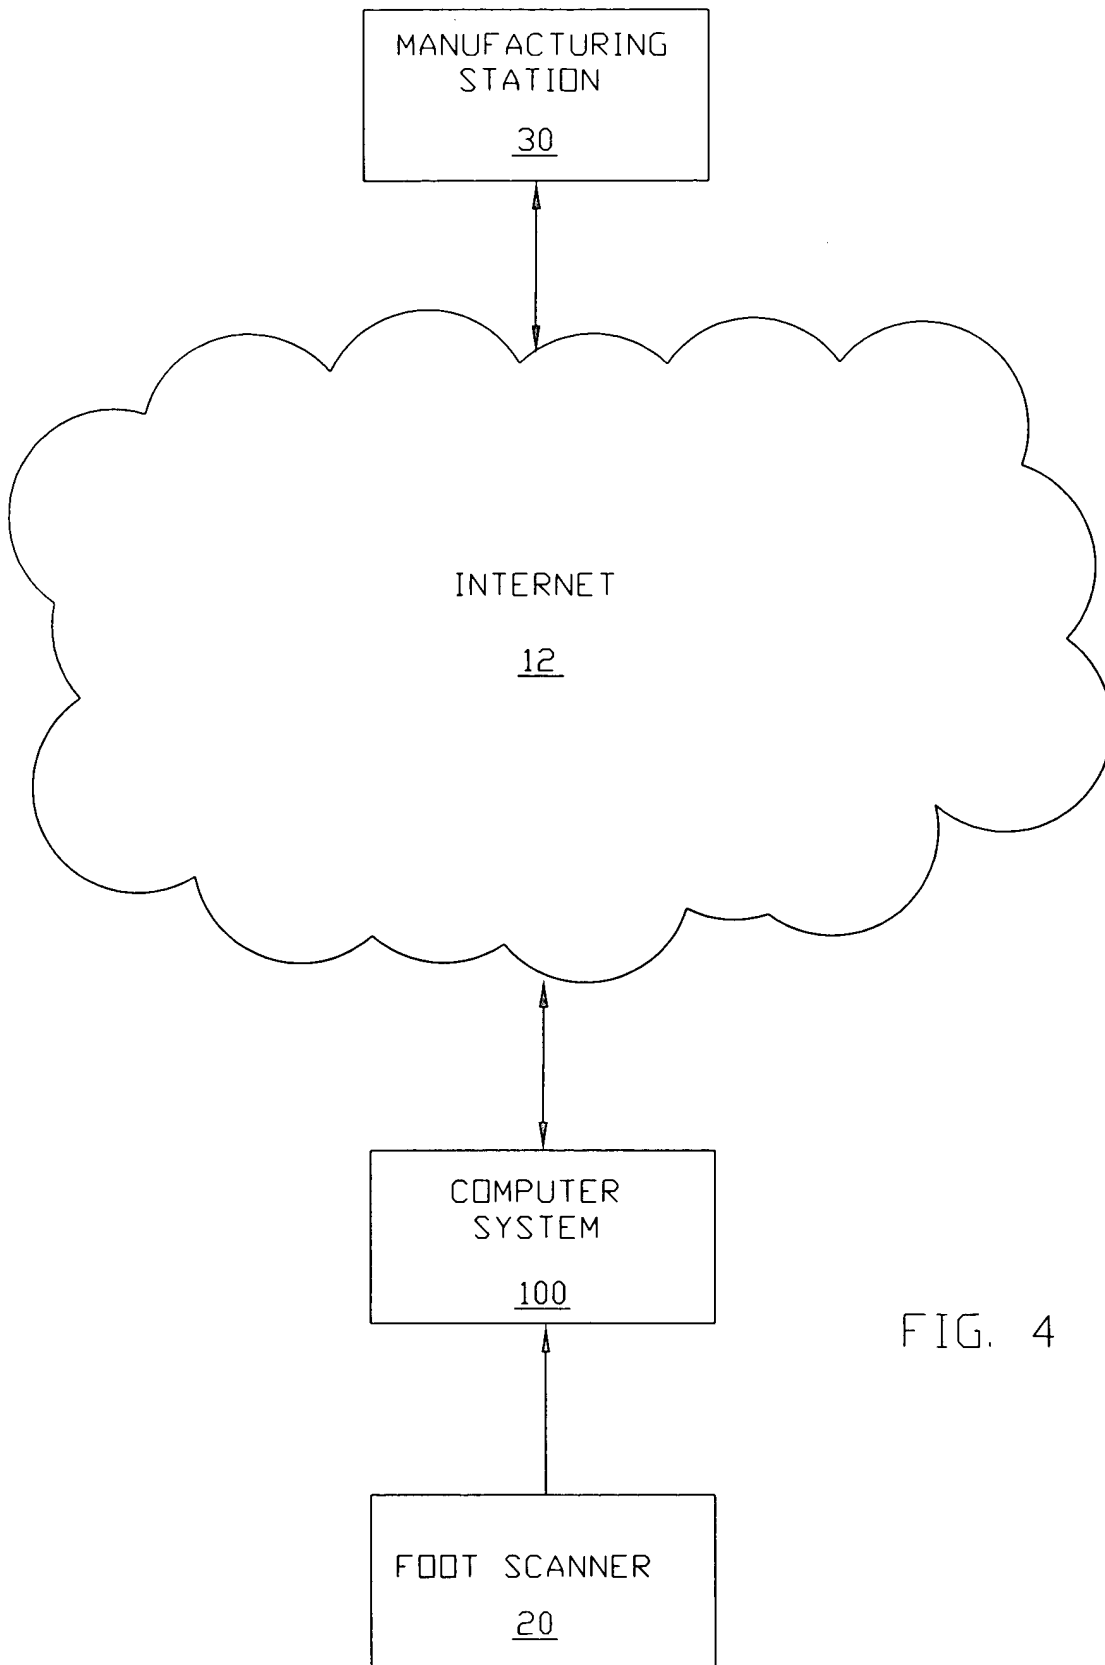 MANUFACTURING
STATION
30
INTERNET
12
COMPUTER
SYSTEM
100
FIG. 4
FOOT SCANNER
20